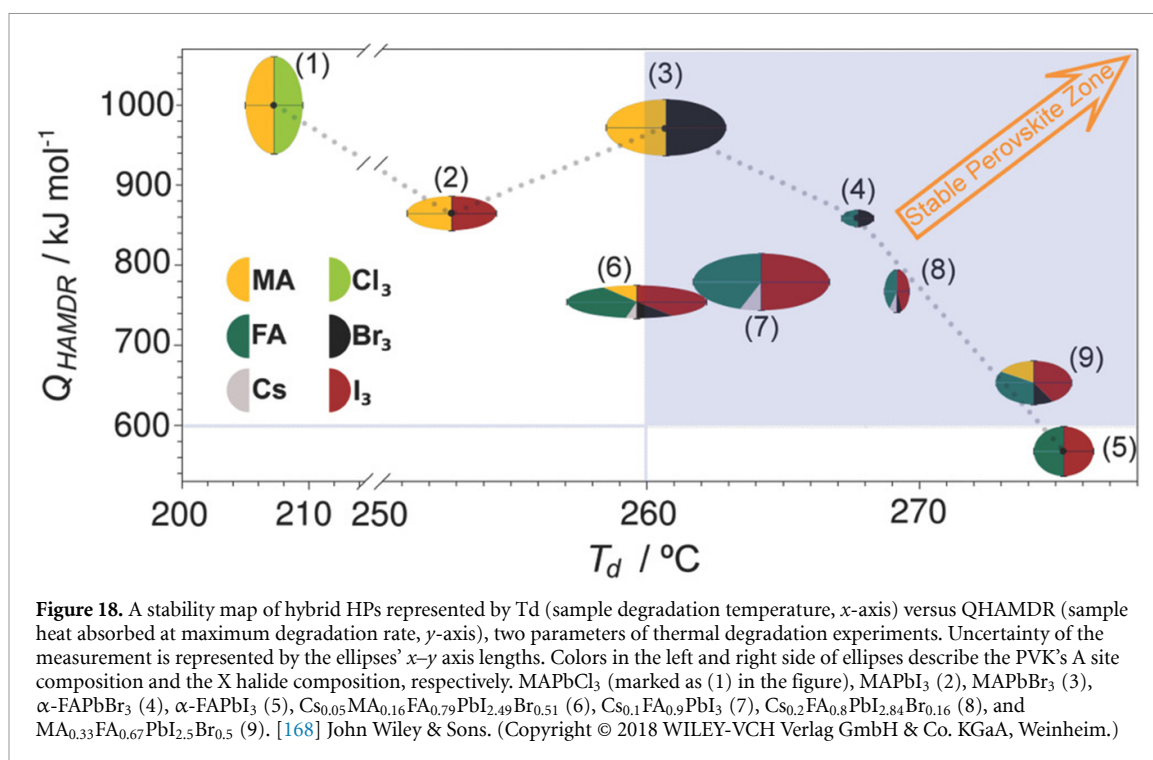 (1)
(2)
(3)
(4)
(5)
(6)
(7)
(8)
(9)
Stable Perovskite Zone
1000
900
800
700
600
Q_HAMDR / kJ mol⁻¹
MA Cl₃
FA Br₃
Cs I₃
200 210 250 260 270
T_d / ºC
Figure 18. A stability map of hybrid HPs represented by Td (sample degradation temperature, x-axis) versus QHAMDR (sample
heat absorbed at maximum degradation rate, y-axis), two parameters of thermal degradation experiments. Uncertainty of the
measurement is represented by the ellipses’ x–y axis lengths. Colors in the left and right side of ellipses describe the PVK’s A site
composition and the X halide composition, respectively. MAPbCl₃ (marked as (1) in the figure), MAPbI₃ (2), MAPbBr₃ (3),
α-FAPbBr₃ (4), α-FAPbI₃ (5), Cs₀.₀₅MA₀.₁₆FA₀.₇₉PbI₂.₄₉Br₀.₅₁ (6), Cs₀.₁FA₀.₉PbI₃ (7), Cs₀.₂FA₀.₈PbI₂.₈₄Br₀.₁₆ (8), and
MA₀.₃₃FA₀.₆₇PbI₂.₅Br₀.₅ (9). [168] John Wiley & Sons. (Copyright © 2018 WILEY-VCH Verlag GmbH & Co. KGaA, Weinheim.)